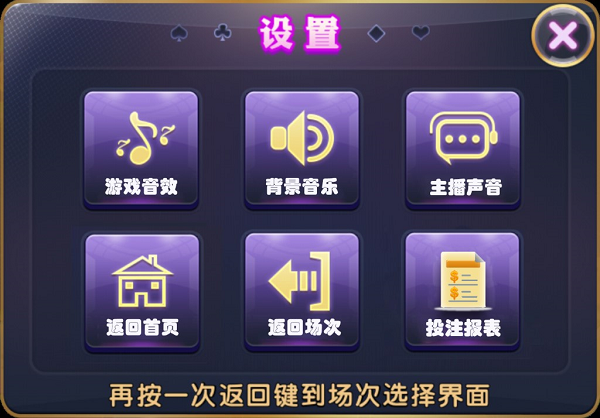 设置
游戏音效
背景音乐
主播声音
返回首页
返回场次
投注报表
再按一次返回键到场次选择界面